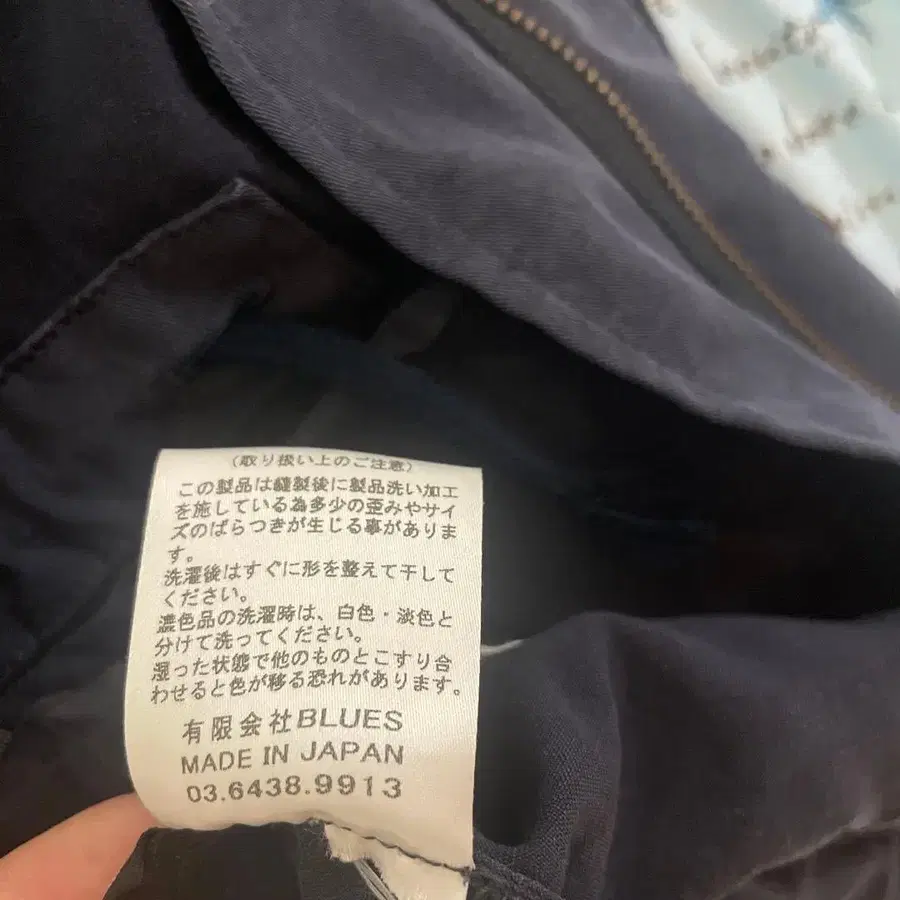 (取り扱い上のご注意)
この製品は縫製後に製品洗い加工
を施している為多少の歪みやサイ
ズのばらつきが生じる事がありま
す。
洗濯後はすぐに形を整えて干して
ください。
濃色品の洗濯時は、白色・淡色と
分けて洗ってください。
湿った状態で他のものとこすり合
わせると色が移る恐れがあります。
有限会社BLUES
MADE IN JAPAN
03.6438.9913